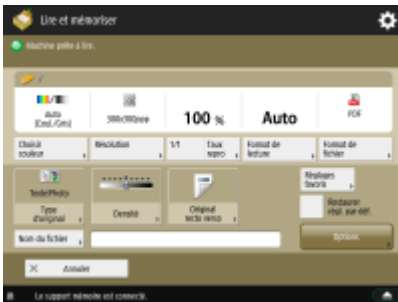 Lire et mémoriser
Machine prête à lire.
/
Auto
(Coul./Gris)
300x300ppp
100 %
Auto
PDF
Choisir
couleur
Résolution
1/1
Taux
repro
Format de
lecture
Format de
fichier
Texte/Photo
Type
d'original
Densité
Original
recto verso
Réglages
favoris
Restaurer
régl. par déf.
Options
Nom du fichier
Annuler
Le support mémoire est connecté.